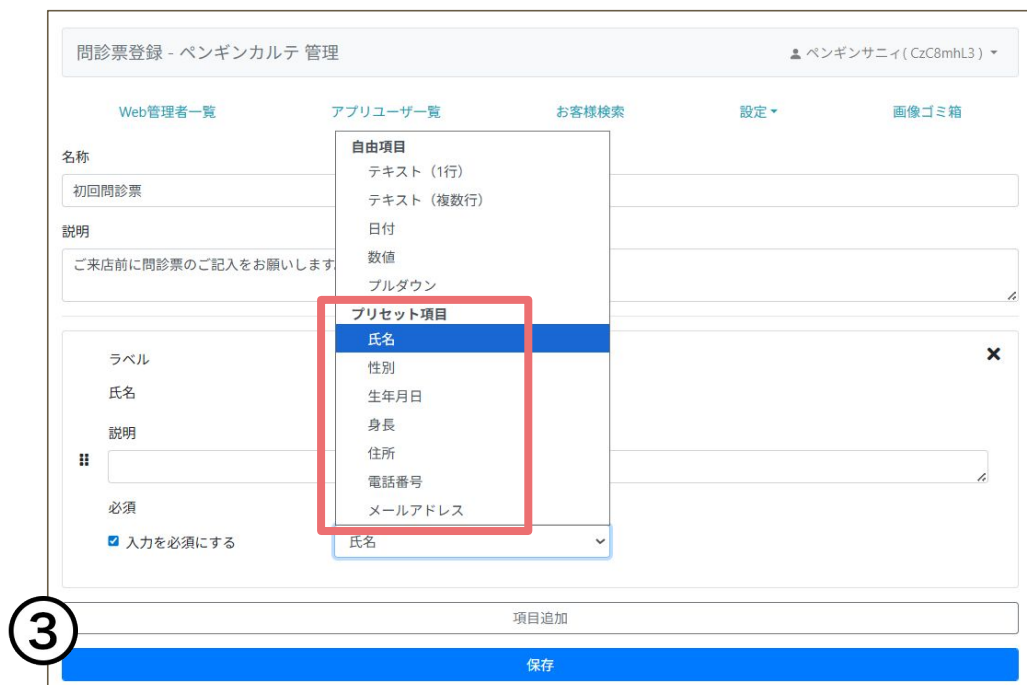 問診票登録 - ペンギンカルテ 管理
ペンギンサニィ( CzC8mhL3 )
Web管理者一覧
アプリユーザ一覧
お客様検索
設定
画像ゴミ箱
名称
初回問診票
説明
ご来店前に問診票のご記入をお願いします
自由項目
テキスト（1行）
テキスト（複数行）
日付
数値
プルダウン
プリセット項目
氏名
性別
生年月日
身長
住所
電話番号
メールアドレス
ラベル
氏名
説明
必須
入力を必須にする
氏名
項目追加
保存
③